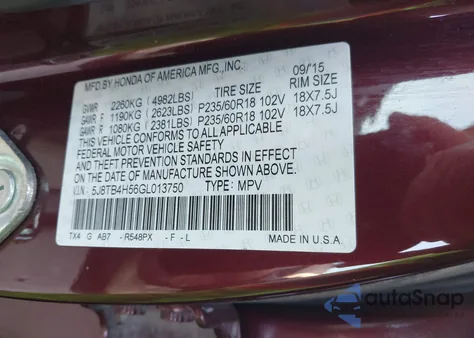 MFD.BY HONDA OF AMERICA MFG.,INC. 09/15
TIRE SIZE RIM SIZE
GVWR 2260KG (4982LBS)
GAWR F 1190KG (2623LBS) P235/60R18 102V 18X7.5J
GAWR R 1080KG (2381LBS) P235/60R18 102V 18X7.5J
THIS VEHICLE CONFORMS TO ALL APPLICABLE
FEDERAL MOTOR VEHICLE SAFETY
AND THEFT PREVENTION STANDARDS IN EFFECT
ON THE DATE OF MANUFACTURE SHOWN ABOVE.
V.I.N.: 5J8TB4H56GL013750 TYPE: MPV
TX4 G AB7 - R548PX - F - L MADE IN U.S.A.
autoSnap